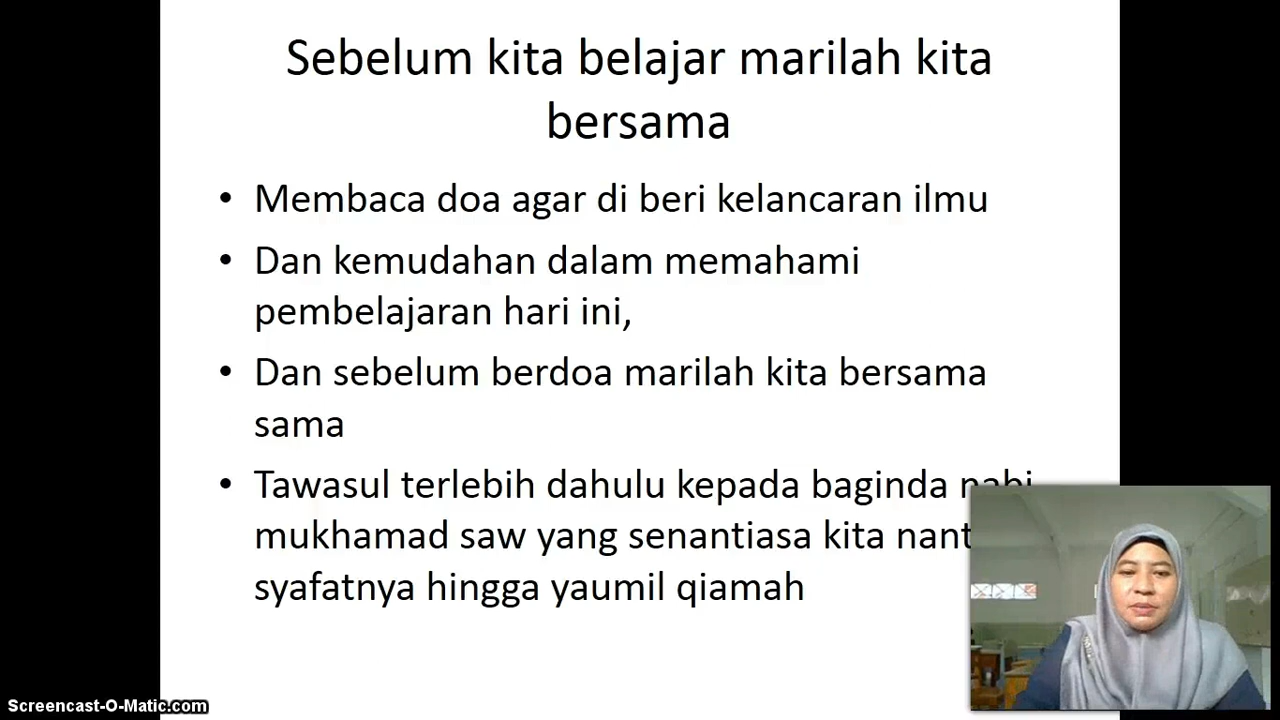 Sebelum kita belajar marilah kita
bersama
• Membaca doa agar di beri kelancaran ilmu
• Dan kemudahan dalam memahami
pembelajaran hari ini,
• Dan sebelum berdoa marilah kita bersama
sama
• Tawasul terlebih dahulu kepada baginda nabi
mukhamad saw yang senantiasa kita
syafatnya hingga yaumil qiamah
Screencast-O-Matic.com